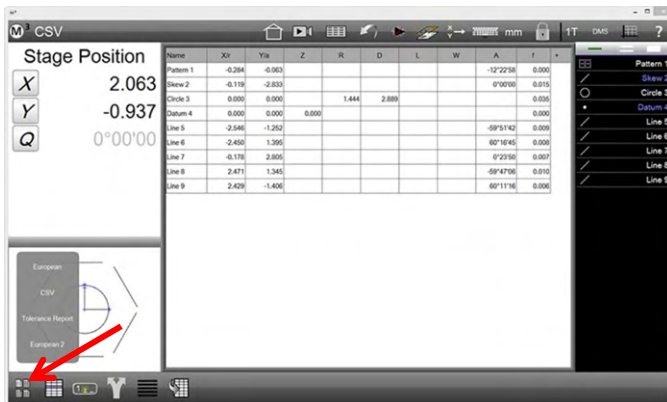 M³ CSV
mm
1T
DMS
?
Stage Position
X 2.063
Y -0.937
Q 0°00'00
Name X/r Y/a Z R D L W A f
Pattern 1 -0.284 -0.063 -12°22'58 0.000
Skew 2 -0.119 -2.833 0°00'00 0.015
Circle 3 0.000 0.000 1.444 2.889 0.035
Datum 4 0.000 0.000 0.000 0.000
Line 5 -2.546 -1.252 -59°51'42 0.009
Line 6 -2.450 1.395 60°16'45 0.008
Line 7 -0.178 2.805 0°23'50 0.007
Line 8 2.471 1.345 -59°47'06 0.010
Line 9 2.429 -1.406 60°11'16 0.006
Pattern 1
Skew 2
Circle 3
Datum 4
Line 5
Line 6
Line 7
Line 8
Line 9
European
CSV
Tolerance Report
European 2